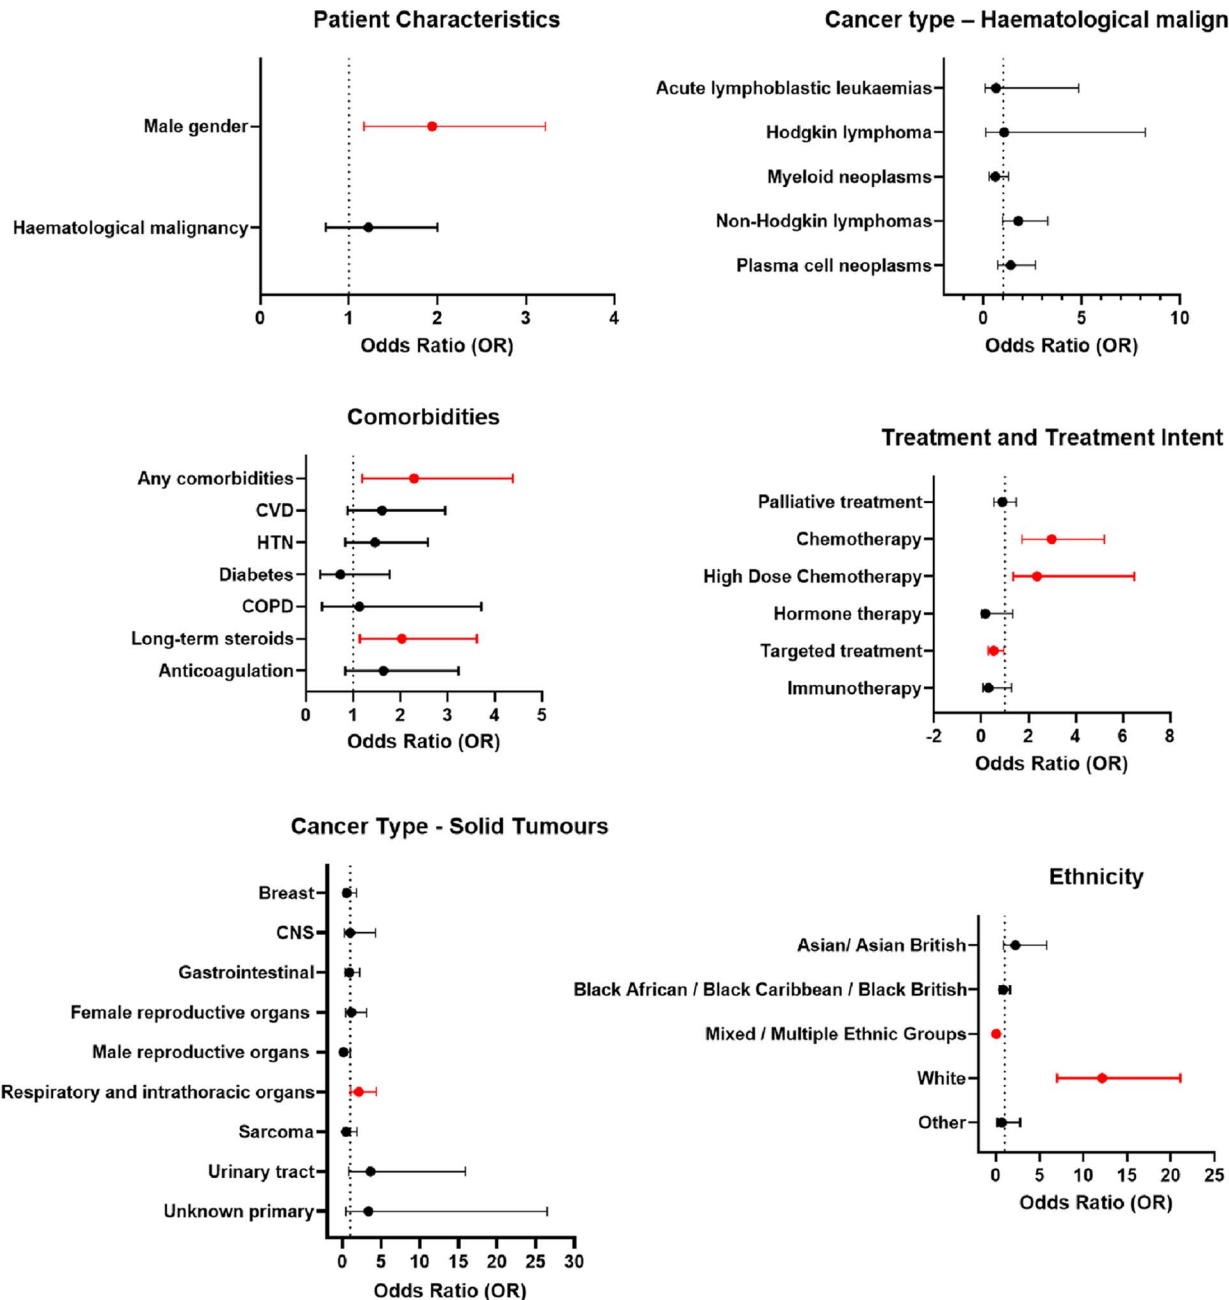 Patient Characteristics
Male gender
Haematological malignancy
0 1 2 3 4
Odds Ratio (OR)
Cancer type – Haematological malign
Acute lymphoblastic leukaemias
Hodgkin lymphoma
Myeloid neoplasms
Non-Hodgkin lymphomas
Plasma cell neoplasms
0 5 10
Odds Ratio (OR)
Comorbidities
Any comorbidities
CVD
HTN
Diabetes
COPD
Long-term steroids
Anticoagulation
0 1 2 3 4 5
Odds Ratio (OR)
Treatment and Treatment Intent
Palliative treatment
Chemotherapy
High Dose Chemotherapy
Hormone therapy
Targeted treatment
Immunotherapy
-2 0 2 4 6 8
Odds Ratio (OR)
Cancer Type - Solid Tumours
Breast
CNS
Gastrointestinal
Female reproductive organs
Male reproductive organs
Respiratory and intrathoracic organs
Sarcoma
Urinary tract
Unknown primary
0 5 10 15 20 25 30
Odds Ratio (OR)
Ethnicity
Asian/ Asian British
Black African / Black Caribbean / Black British
Mixed / Multiple Ethnic Groups
White
Other
0 5 10 15 20 25
Odds Ratio (OR)